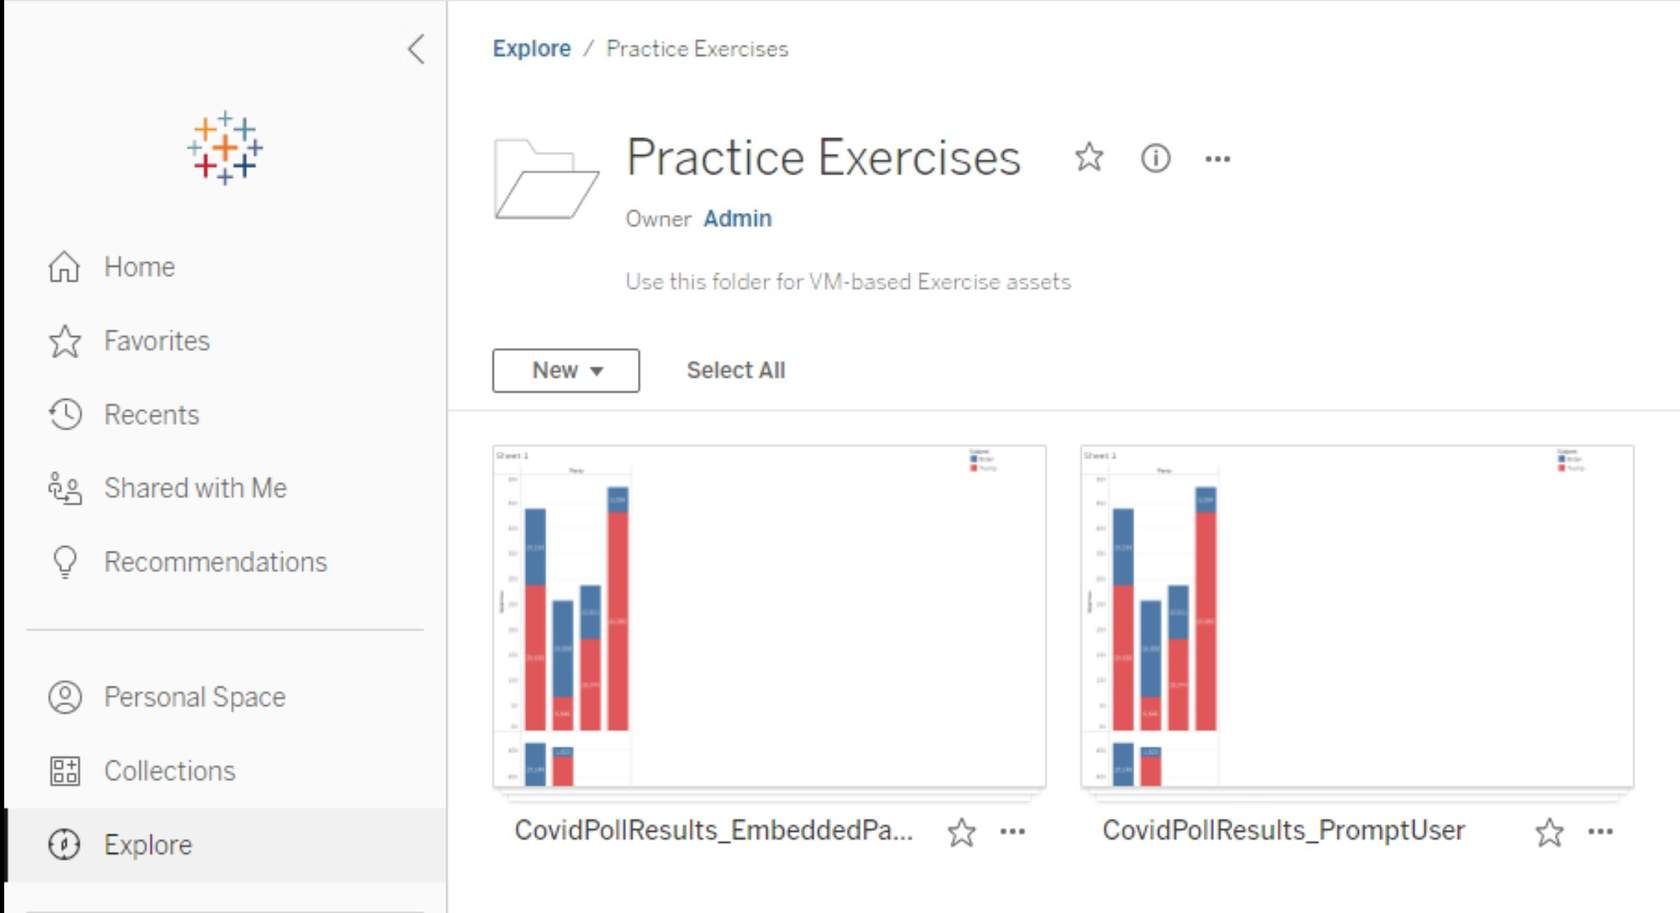 Explore / Practice Exercises
Practice Exercises
Owner Admin
Use this folder for VM-based Exercise assets
Home
Favorites
Recents
Shared with Me
Recommendations
Personal Space
Collections
Explore
New
Select All
Sheet 1
Sheet 1
CovidPollResults_EmbeddedPa...
CovidPollResults_PromptUser